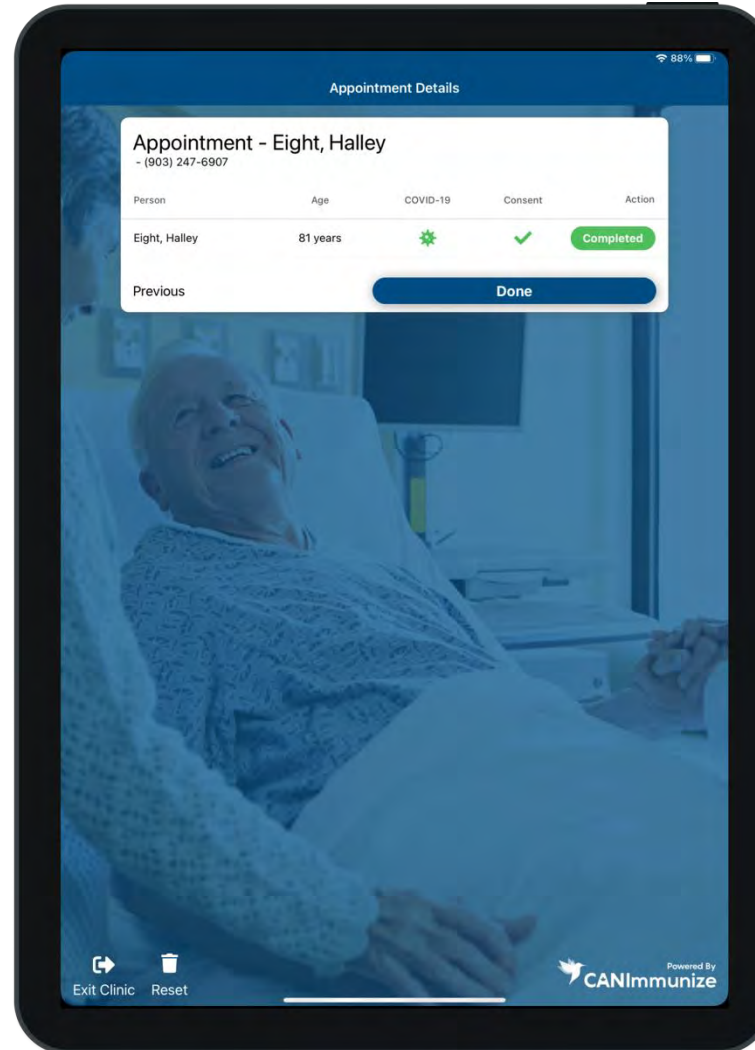 88%
Appointment Details
Appointment - Eight, Halley
- (903) 247-6907
Person Age COVID-19 Consent Action
Eight, Halley 81 years Completed
Previous Done
Exit Clinic Reset
Powered By
CANImmunize